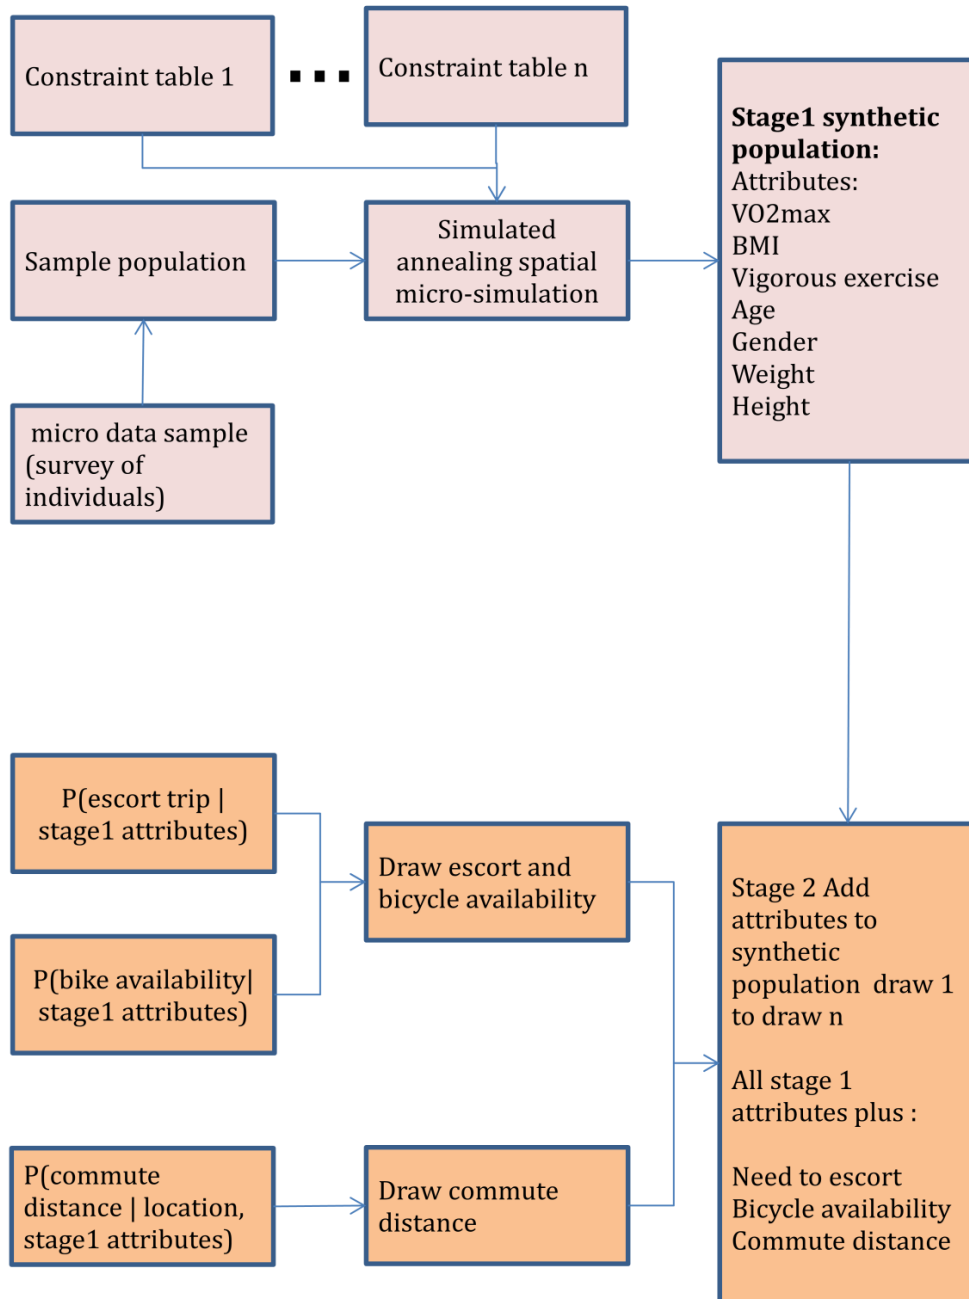 Constraint table 1
Constraint table n
Stage1 synthetic
population:
Attributes:
VO2max
BMI
Vigorous exercise
Age
Gender
Weight
Height
Sample population
Simulated
annealing spatial
micro-simulation
micro data sample
(survey of
individuals)
P(escort trip |
stage1 attributes)
Draw escort and
bicycle availability
P(bike availability|
stage1 attributes)
P(commute
distance | location,
stage1 attributes)
Draw commute
distance
Stage 2 Add
attributes to
synthetic
population draw 1
to draw n
All stage 1
attributes plus :
Need to escort
Bicycle availability
Commute distance